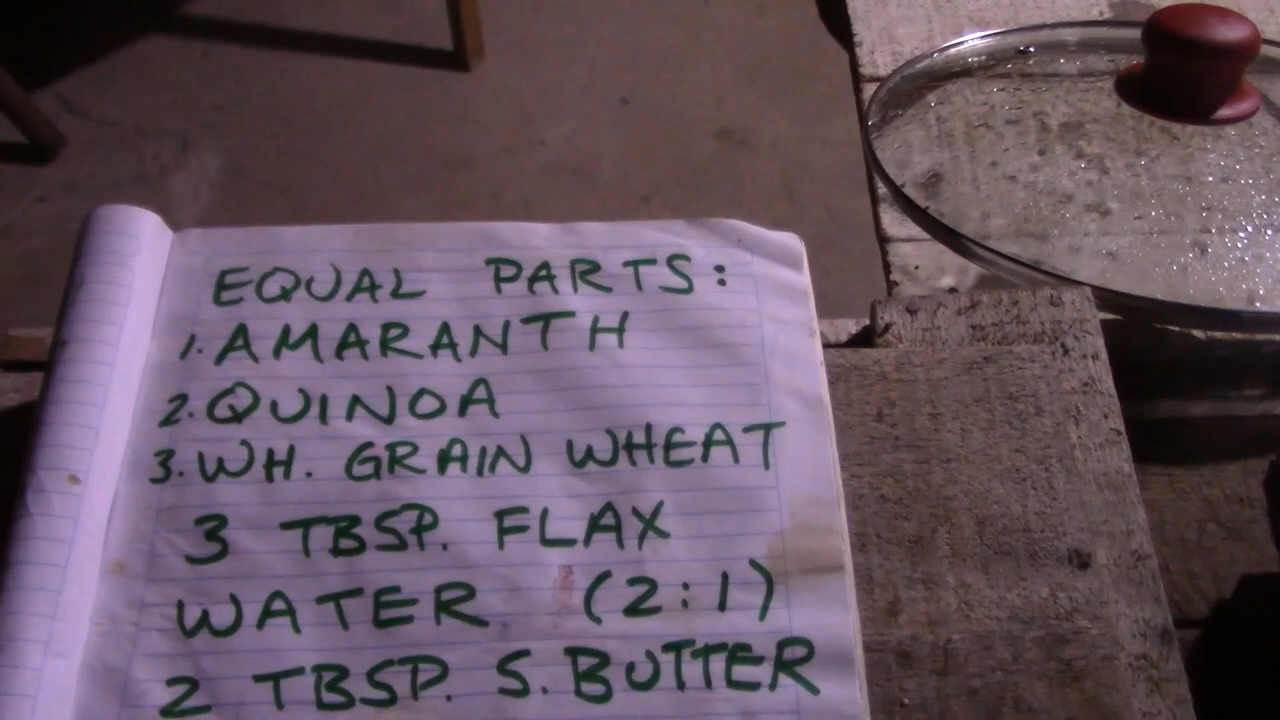 EQUAL PARTS:
1. AMARANTH
2. QUINOA
3. WH. GRAIN WHEAT
3 TBSP. FLAX
WATER (2:1)
2 TBSP. S. BUTTER